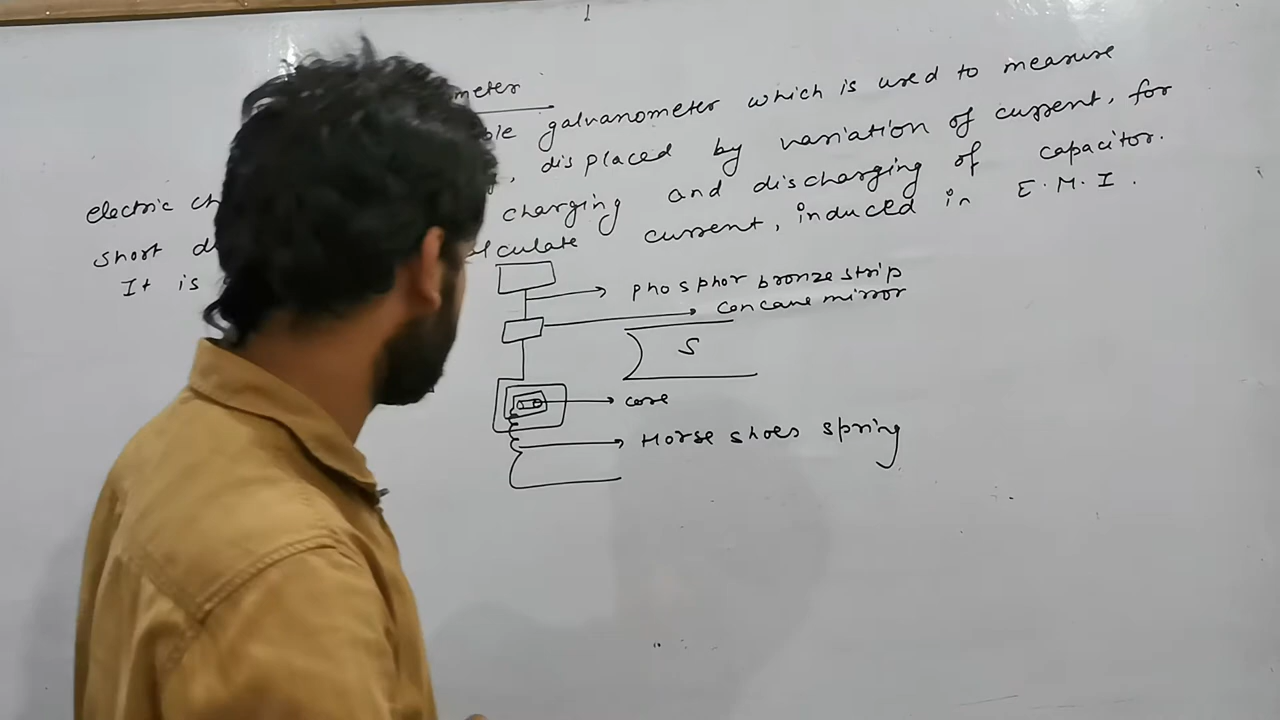 meter
ble galvanometer which is used to measure
electric ch , displaced by variation of current, for
short d charging and discharging of capacitor.
It is lculate current, induced in E.M.I.
phosphor bronze strip
concave mirror
S
core
Horse shoes spring